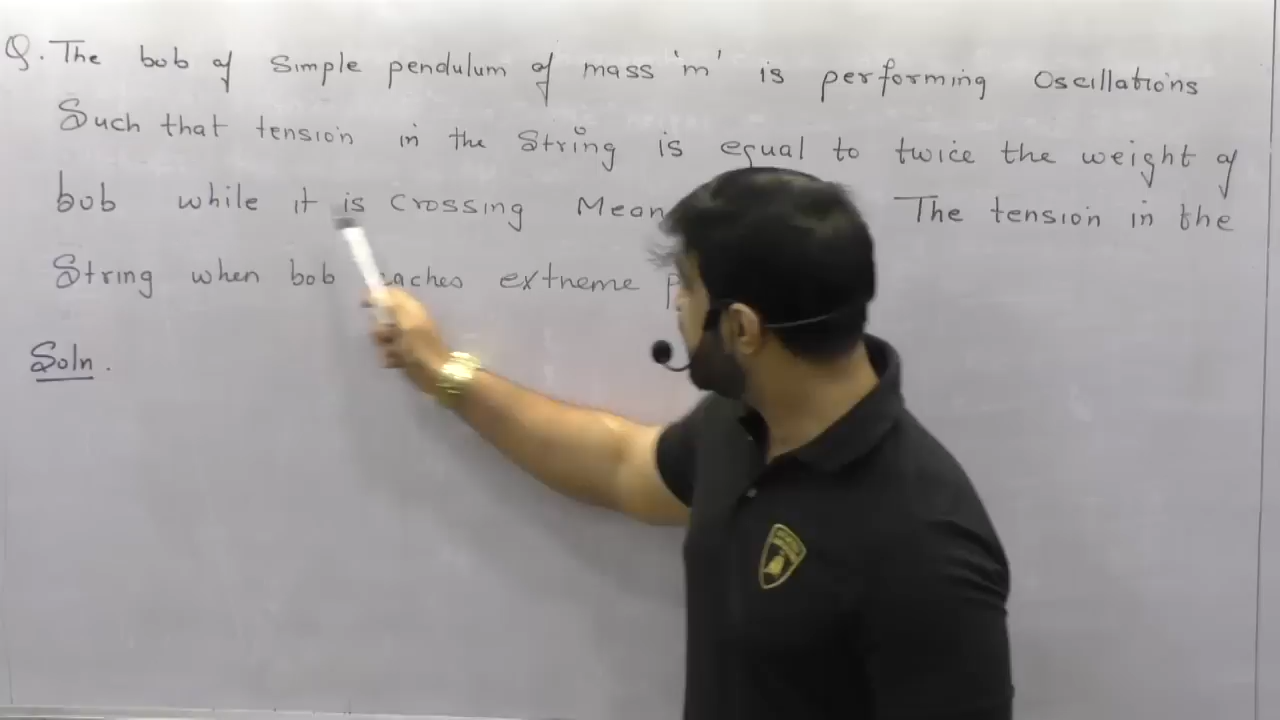 Q. The bob of simple pendulum of mass 'm' is performing Oscillations
Such that tension in the String is equal to twice the weight of
bob while it is crossing Mean The tension in the
String when bob extreme
Soln.